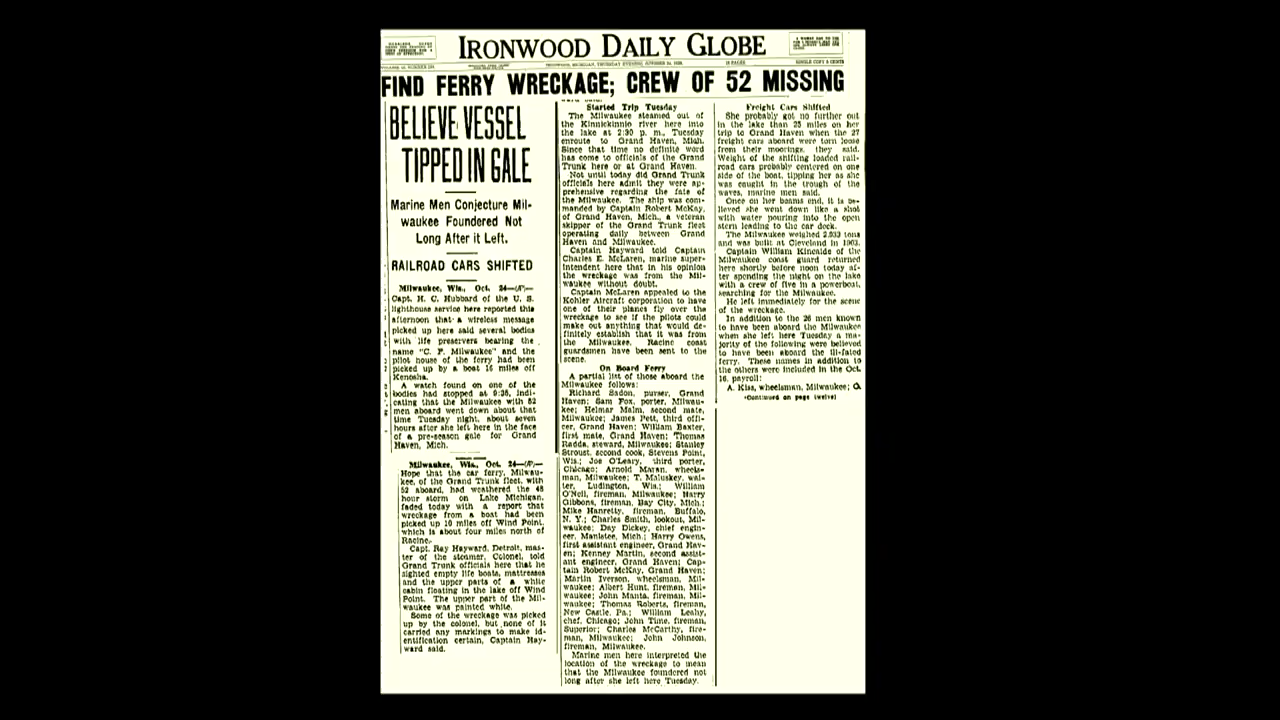 IRONWOOD DAILY GLOBE
SINGLE COPY 5 CENTS
FIND FERRY WRECKAGE; CREW OF 52 MISSING
BELIEVE VESSEL
TIPPED IN GALE
Marine Men Conjecture Mil-
waukee Foundered Not
Long After it Left.
RAILROAD CARS SHIFTED
Milwaukee, Wis., Oct. 24—(AP)—
Capt. H. C. Hubbard of the U. S.
lighthouse service here reported this
afternoon that a wireless message
picked up here said several bodies
with life preservers bearing the
name "C. F. Milwaukee" and the
pilot house of the ferry had been
picked up by a boat 16 miles off
Kenosha.
A watch found on one of the
bodies had stopped at 9:35, indi-
cating that the Milwaukee with 52
men aboard went down about that
time Tuesday night, about seven
hours after she left here in the face
of a pre-season gale for Grand
Haven, Mich.
Milwaukee, Wis., Oct. 24—(AP)—
Hope that the car ferry, Milwau-
kee, of the Grand Trunk fleet, with
52 aboard, had weathered the 48
hour storm on Lake Michigan,
faded today with a report that
wreckage from a boat had been
picked up 10 miles off Wind Point,
which is about four miles north of
Racine.
Capt. Ray Hayward, Detroit, mas-
ter of the steamer, Colonel, told
Grand Trunk officials here that he
sighted empty life boats, mattresses
and the upper parts of a white
cabin floating in the lake off Wind
Point. The upper part of the Mil-
waukee was painted white.
Some of the wreckage was picked
up by the colonel, but none of it
carried any markings to make id-
entification certain, Captain Hay-
ward said.
Started Trip Tuesday
The Milwaukee steamed out of
the Kinnickinnic river here into
the lake at 2:30 p. m., Tuesday
enroute to Grand Haven, Mich.
Since that time no definite word
has come to officials of the Grand
Trunk here or at Grand Haven.
Not until today did Grand Trunk
officials here admit they were ap-
prehensive regarding the fate of
the Milwaukee. The ship was com-
manded by Captain Robert McKay,
of Grand Haven, Mich., a veteran
skipper of the Grand Trunk fleet
operating daily between Grand
Haven and Milwaukee.
Captain Hayward told Captain
Charles E. McLaren, marine super-
intendent here that in his opinion
the wreckage was from the Mil-
waukee without doubt.
Captain McLaren appealed to the
Kohler Aircraft corporation to have
one of their planes fly over the
wreckage to see if the pilots could
make out anything that would de-
finitely establish that it was from
the Milwaukee. Racine coast
guardsmen have been sent to the
scene.
On Board Ferry
A partial list of those aboard the
Milwaukee follows:
Richard Sadon, purser, Grand
Haven; Sam Fox, porter, Milwau-
kee; Helmar Malm, second mate,
Milwaukee; James Pett, third offi-
cer, Grand Haven; William Baxter,
first mate, Grand Haven; Thomas
Redda, steward, Milwaukee; Stanley
Stroust, second cook, Stevens Point,
Wis.; Joe O'Leary, third porter,
Chicago; Arnold Maran, wheels-
man, Milwaukee; T. Maluskey, wai-
ter, Ludington, Wis.; William
O'Neil, fireman, Milwaukee; Harry
Gibbons, fireman, Bay City, Mich.;
Mike Hanretty, fireman, Buffalo,
N. Y.; Charles Smith, lookout, Mil-
waukee; Day Dickey, chief engin-
eer, Manistee, Mich.; Harry Owens,
first assistant engineer, Grand Hav-
en; Kenney Martin, second assist-
ant engineer, Grand Haven; Cap-
tain Robert McKay, Grand Haven;
Martin Iverson, wheelsman, Mil-
waukee; Albert Hunt, fireman, Mil-
waukee; John Manta, fireman, Mil-
waukee; Thomas Roberts, fireman,
New Castle, Pa.; William Leahy,
chef, Chicago; John Time, fireman,
Superior; Charles McCarthy, fire-
man, Milwaukee; John Johnson,
fireman, Milwaukee.
Marine men here interpreted the
location of the wreckage to mean
that the Milwaukee foundered not
long after she left here Tuesday.
Freight Cars Shifted
She probably got no further out
in the lake than 25 miles on her
trip to Grand Haven when the 27
freight cars aboard were torn loose
from their moorings, they said.
Weight of the shifting loaded rail-
road cars probably centered on one
side of the boat, tipping her as she
was caught in the trough of the
waves, marine men said.
Once on her beams end, it is be-
lieved she went down like a shot
with water pouring into the open
stern leading to the car deck.
The Milwaukee weighed 2,933 tons
and was built at Cleveland in 1903.
Captain William Kincaide of the
Milwaukee coast guard returned
here shortly before noon today af-
ter spending the night on the lake
with a crew of five in a powerboat,
searching for the Milwaukee.
He left immediately for the scene
of the wreckage.
In addition to the 26 men known
to have been aboard the Milwaukee
when she left here Tuesday a ma-
jority of the following were believed
to have been aboard the ill-fated
ferry. These names in addition to
the others were included in the Oct.
16, payroll:
A. Kiss, wheelsman, Milwaukee; O.
(Continued on page twelve)